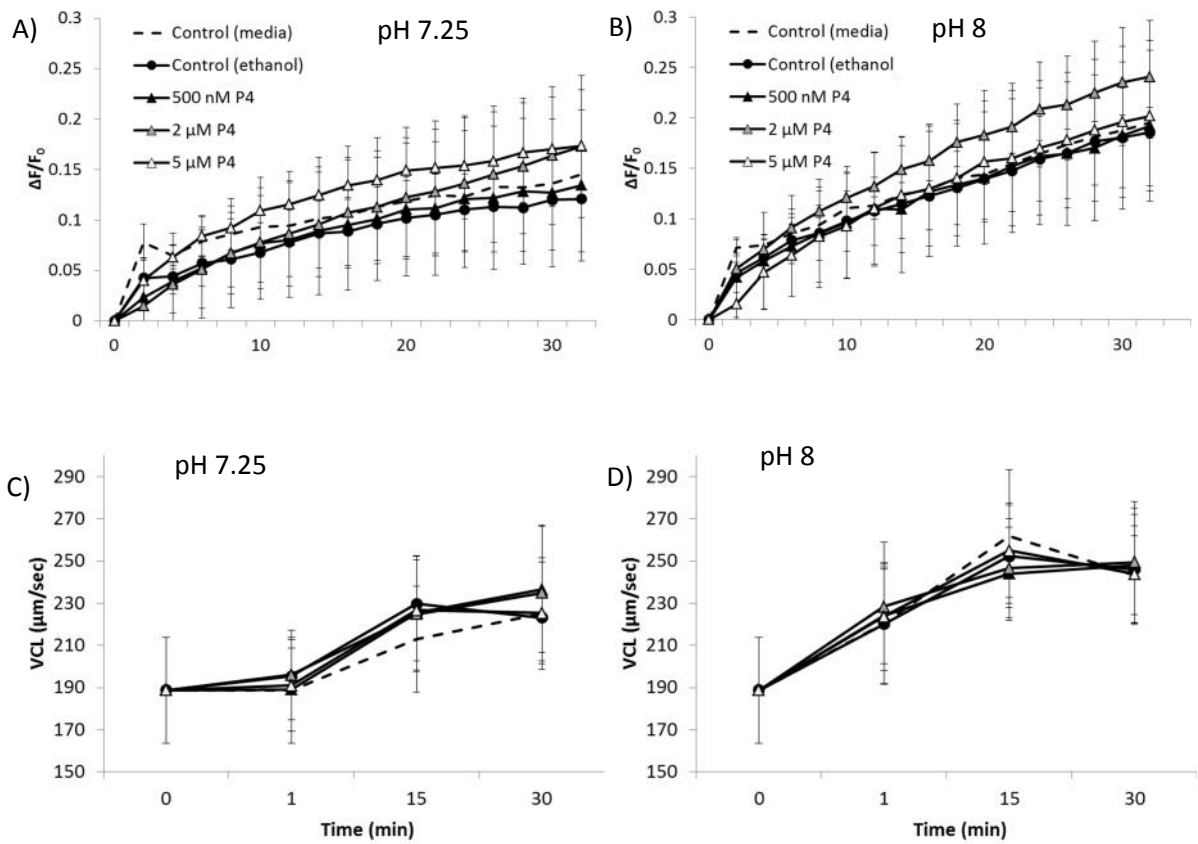 A)
pH 7.25
Control (media)
Control (ethanol)
500 nM P4
2 µM P4
5 µM P4
ΔF/F₀
0.3
0.25
0.2
0.15
0.1
0.05
0
0 10 20 30
B)
pH 8
Control (media)
Control (ethanol
500 nM P4
2 µM P4
5 µM P4
ΔF/F₀
0.3
0.25
0.2
0.15
0.1
0.05
0
0 10 20 30
C)
pH 7.25
VCL (µm/sec)
290
270
250
230
210
190
170
150
0 1 15 30
Time (min)
D)
pH 8
VCL (µm/sec)
290
270
250
230
210
190
170
150
0 1 15 30
Time (min)